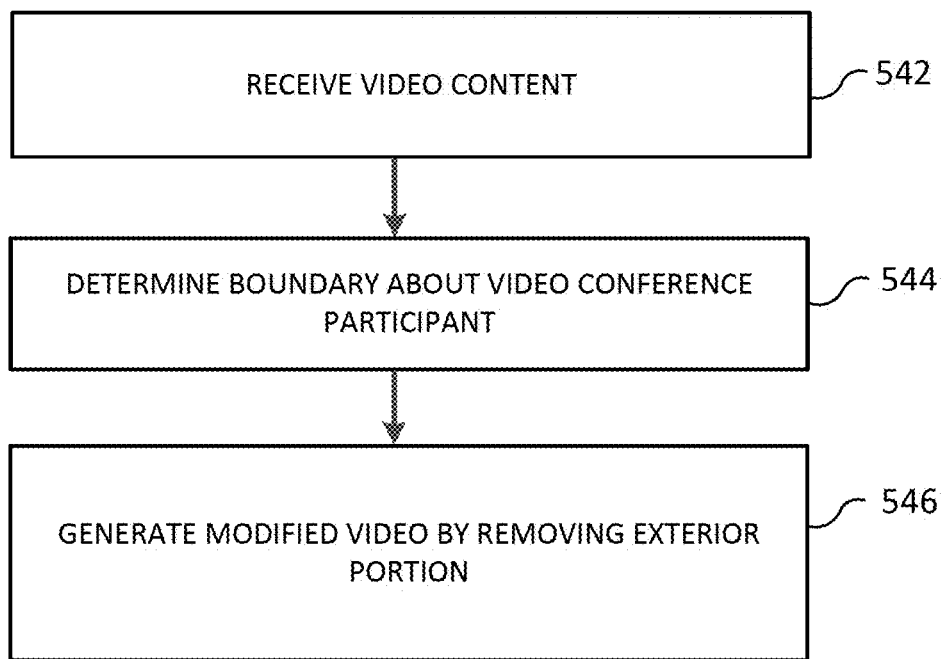 RECEIVE VIDEO CONTENT
542
DETERMINE BOUNDARY ABOUT VIDEO CONFERENCE
PARTICIPANT
544
GENERATE MODIFIED VIDEO BY REMOVING EXTERIOR
PORTION
546